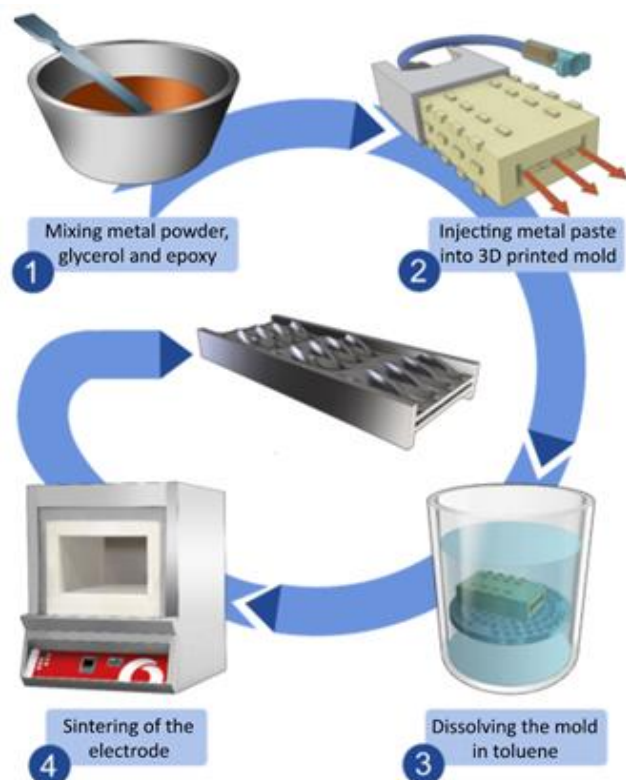 Mixing metal powder,
glycerol and epoxy
1
Injecting metal paste
into 3D printed mold
2
Sintering of the
electrode
4
Dissolving the mold
in toluene
3